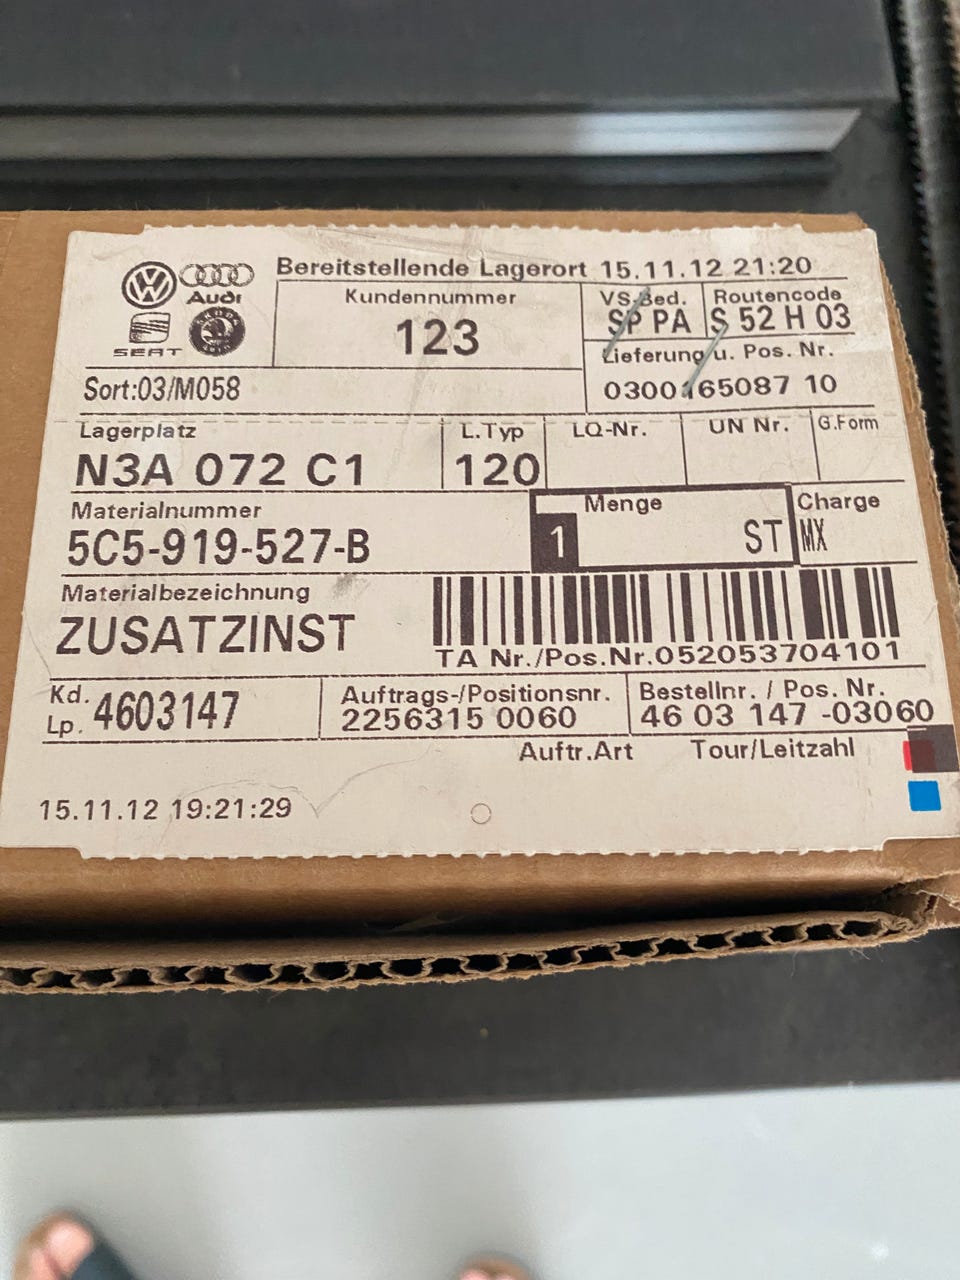 Bereitstellende Lagerort 15.11.12 21:20
Audi
SEAT
SKODA
Kundennummer
123
VS.Bed.
SP PA
Routencode
S 52 H 03
Lieferung u. Pos. Nr.
0300165087 10
Sort:03/M058
Lagerplatz
N3A 072 C1
L.Typ
120
LQ-Nr.
UN Nr.
G.Form
Materialnummer
5C5-919-527-B
Menge
1 ST
Charge
MX
Materialbezeichnung
ZUSATZINST
TA Nr./Pos.Nr.052053704101
Kd.
Lp. 4603147
Auftrags-/Positionsnr.
2256315 0060
Bestellnr. / Pos. Nr.
46 03 147 -03060
Auftr.Art
Tour/Leitzahl
15.11.12 19:21:29